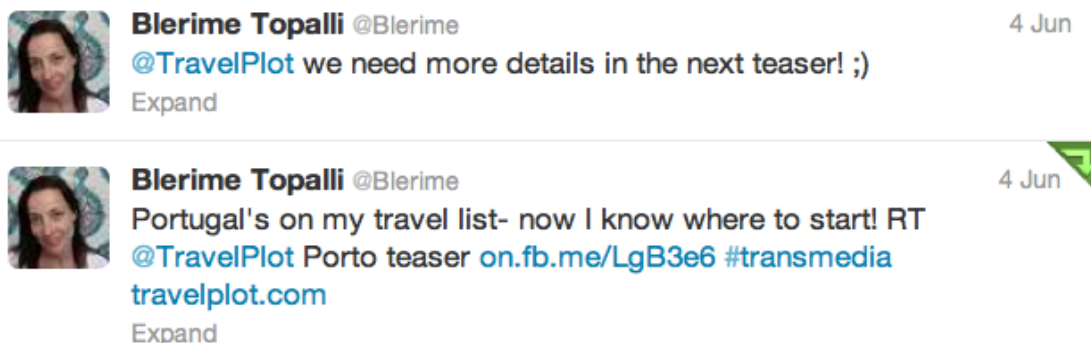 Blerime Topalli @Blerime 4 Jun
@TravelPlot we need more details in the next teaser! ;)
Expand
Blerime Topalli @Blerime 4 Jun
Portugal's on my travel list- now I know where to start! RT
@TravelPlot Porto teaser on.fb.me/LgB3e6 #transmedia
travelplot.com
Expand